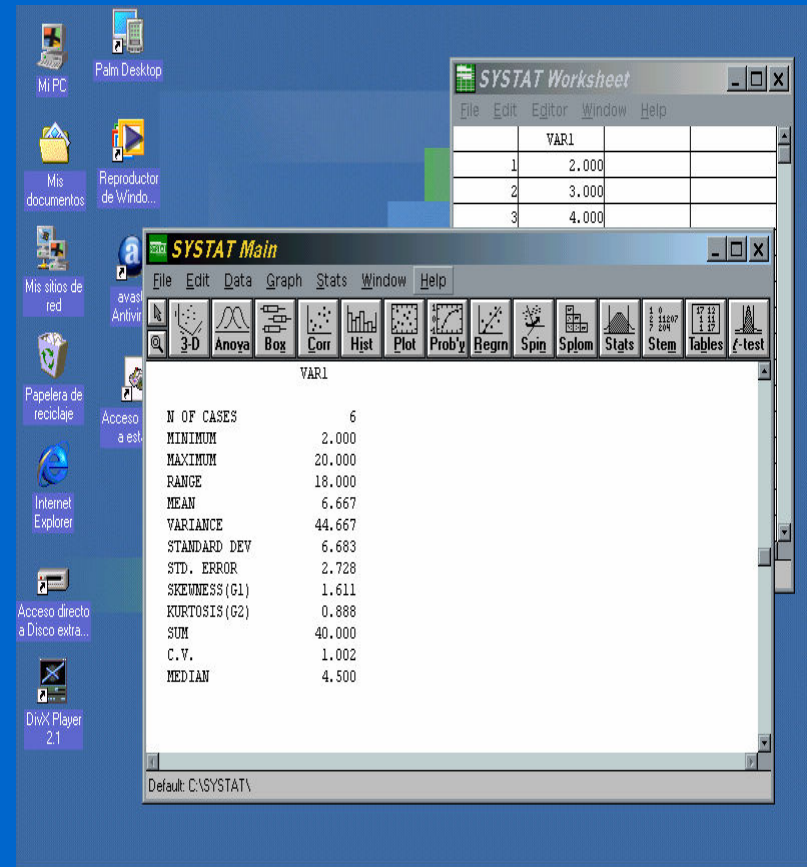 Mi PC
Palm Desktop
Mis
documentos
Reproductor
de Windo...
Mis sitios de
red
Antivir
Papelera de
reciclaje
Acceso
a est
Internet
Explorer
Acceso directo
a Disco extra...
DivX Player
2.1
SYSTAT Worksheet
File Edit Editor Window Help
VAR1
1 2.000
2 3.000
3 4.000
SYSTAT Main
File Edit Data Graph Stats Window Help
3-D Anova Box Corr Hist Plot Prob'y Regrn Spin Splom Stats Stem Tables t-test
VAR1
N OF CASES 6
MINIMUM 2.000
MAXIMUM 20.000
RANGE 18.000
MEAN 6.667
VARIANCE 44.667
STANDARD DEV 6.683
STD. ERROR 2.728
SKEWNESS(G1) 1.611
KURTOSIS(G2) 0.888
SUM 40.000
C.V. 1.002
MEDIAN 4.500
Default: C:\SYSTAT\